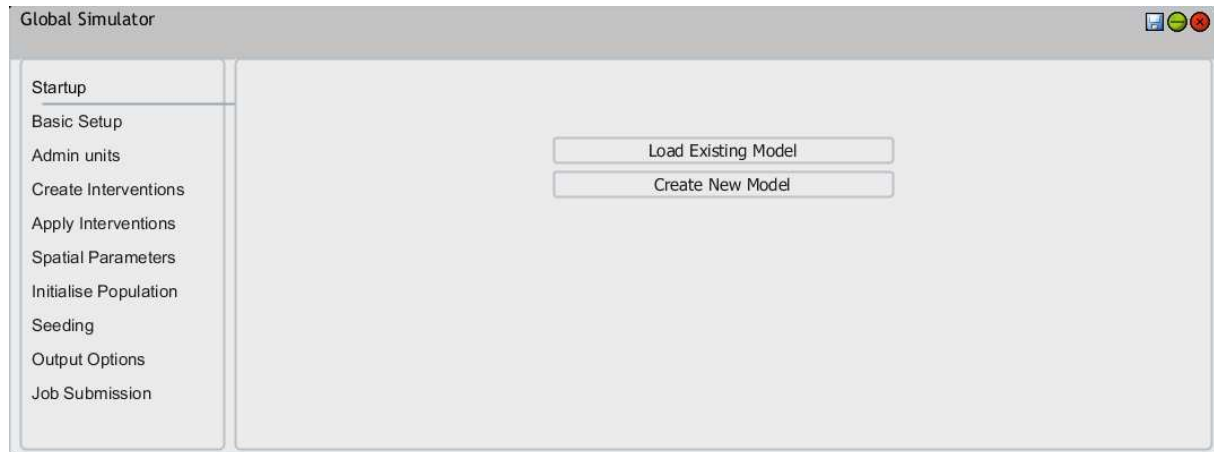 Global Simulator
Startup
Basic Setup
Admin units
Create Interventions
Apply Interventions
Spatial Parameters
Initialise Population
Seeding
Output Options
Job Submission
Load Existing Model
Create New Model